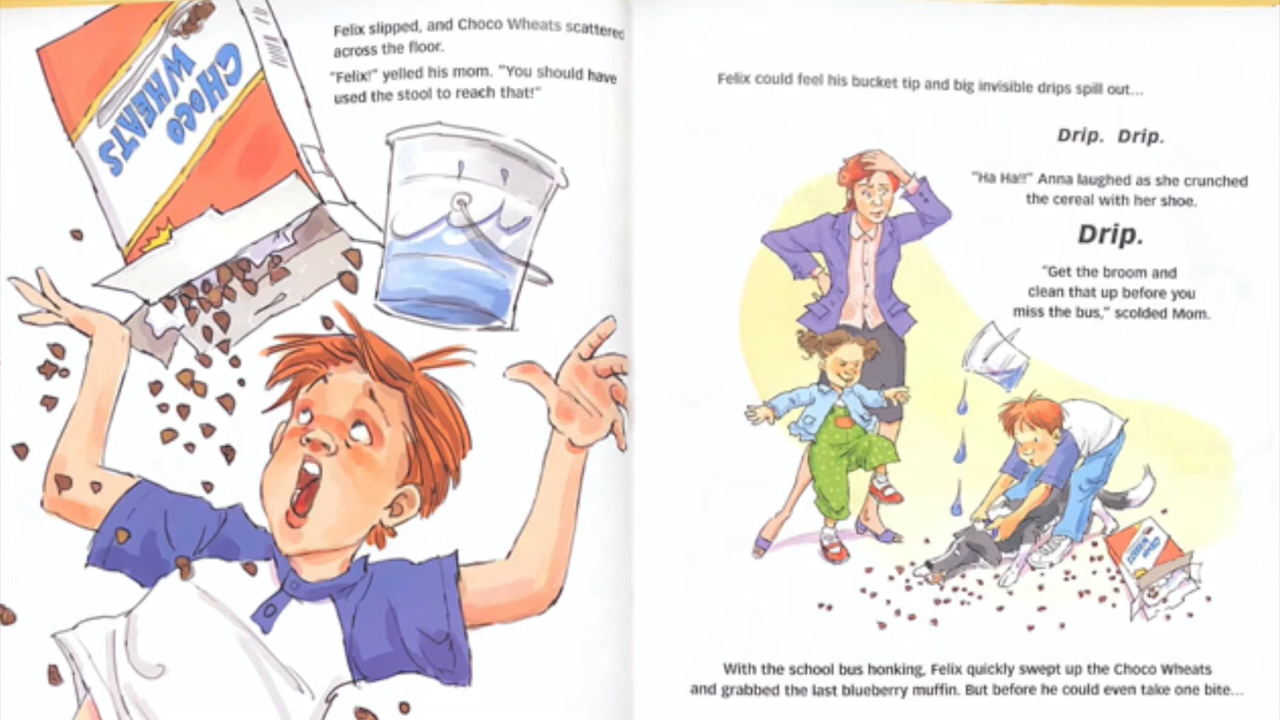 CHOCO
WHEATS
Felix slipped, and Choco Wheats scattered
across the floor.
"Felix!" yelled his mom. "You should have
used the stool to reach that!"
Felix could feel his bucket tip and big invisible drips spill out...
Drip. Drip.
"Ha Ha!!" Anna laughed as she crunched
the cereal with her shoe.
Drip.
"Get the broom and
clean that up before you
miss the bus," scolded Mom.
CHOCO
WHEATS
With the school bus honking, Felix quickly swept up the Choco Wheats
and grabbed the last blueberry muffin. But before he could even take one bite...